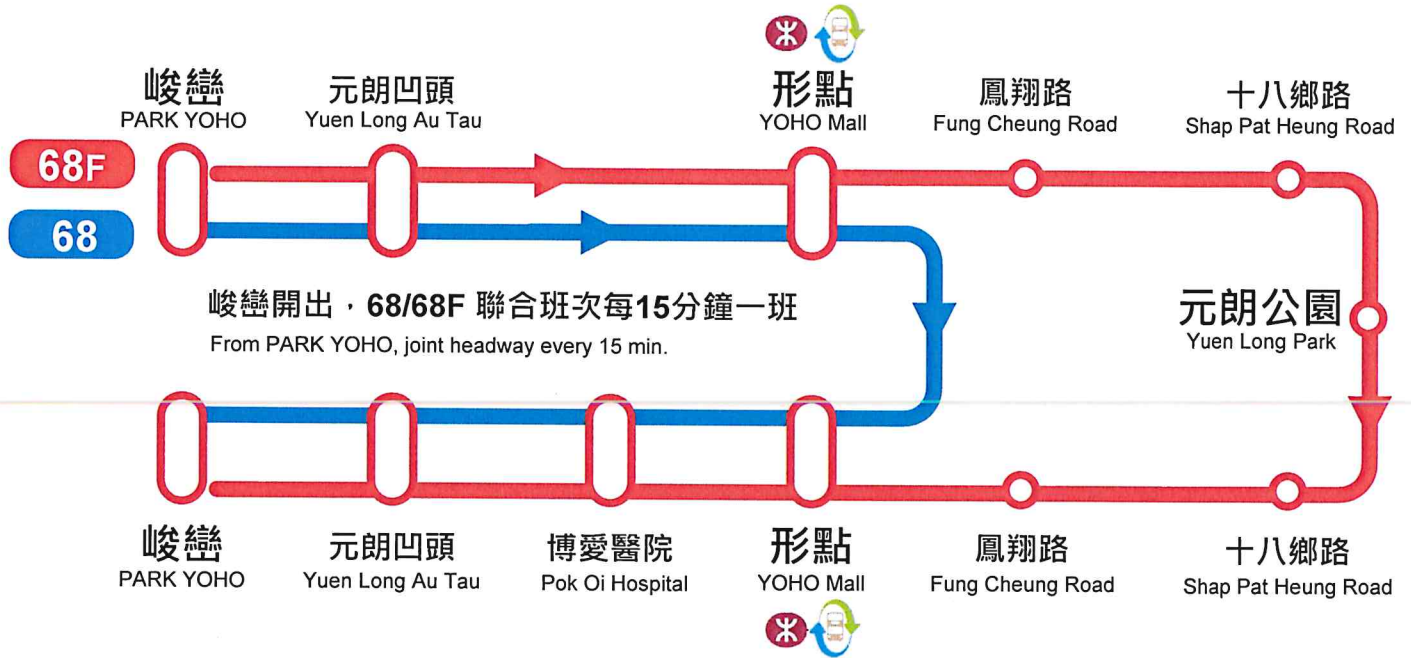 峻巒
PARK YOHO
元朗凹頭
Yuen Long Au Tau
形點
YOHO Mall
鳳翔路
Fung Cheung Road
十八鄉路
Shap Pat Heung Road
68F
68
峻巒開出，68/68F 聯合班次每15分鐘一班
From PARK YOHO, joint headway every 15 min.
元朗公園
Yuen Long Park
峻巒
PARK YOHO
元朗凹頭
Yuen Long Au Tau
博愛醫院
Pok Oi Hospital
形點
YOHO Mall
鳳翔路
Fung Cheung Road
十八鄉路
Shap Pat Heung Road